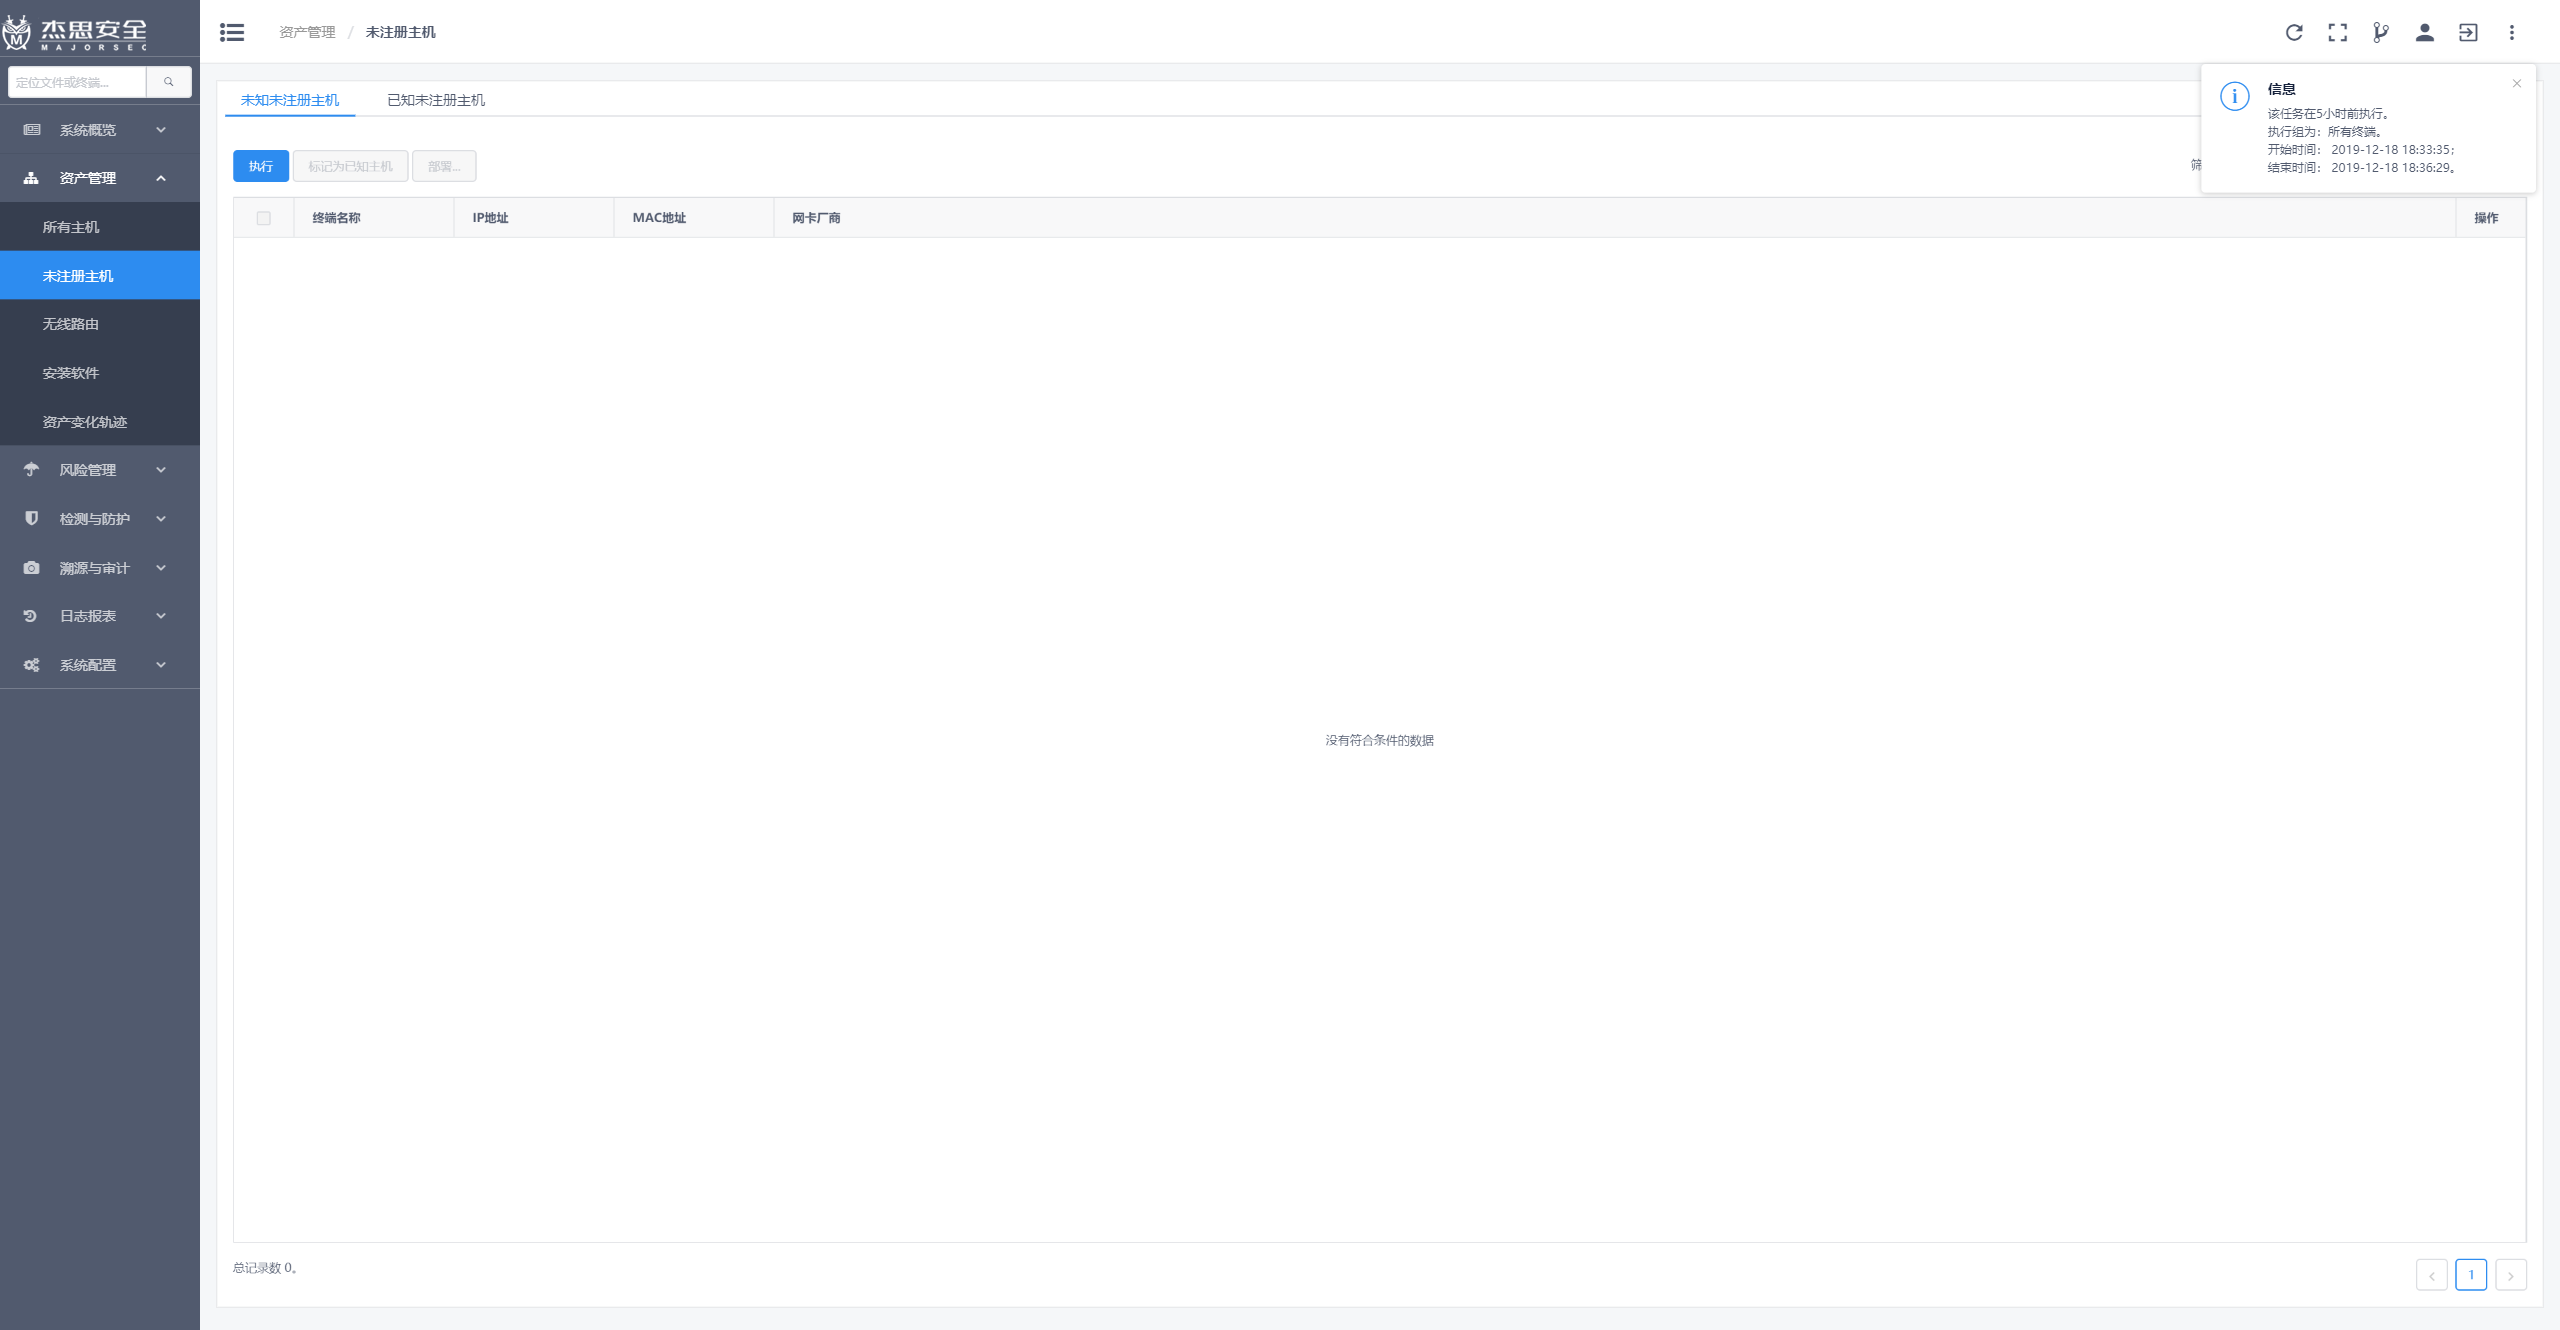 杰思安全
MAJORSEC
定位文件或终端...
系统概览
资产管理
所有主机
未注册主机
无线路由
安装软件
资产变化轨迹
风险管理
检测与防护
溯源与审计
日志报表
系统配置
资产管理 / 未注册主机
未知未注册主机 已知未注册主机
信息
该任务在5小时前执行。
执行组为：所有终端。
开始时间： 2019-12-18 18:33:35；
结束时间： 2019-12-18 18:36:29。
执行 标记为已知主机 部署... 筛
终端名称 IP地址 MAC地址 网卡厂商 操作
没有符合条件的数据
总记录数 0。
1